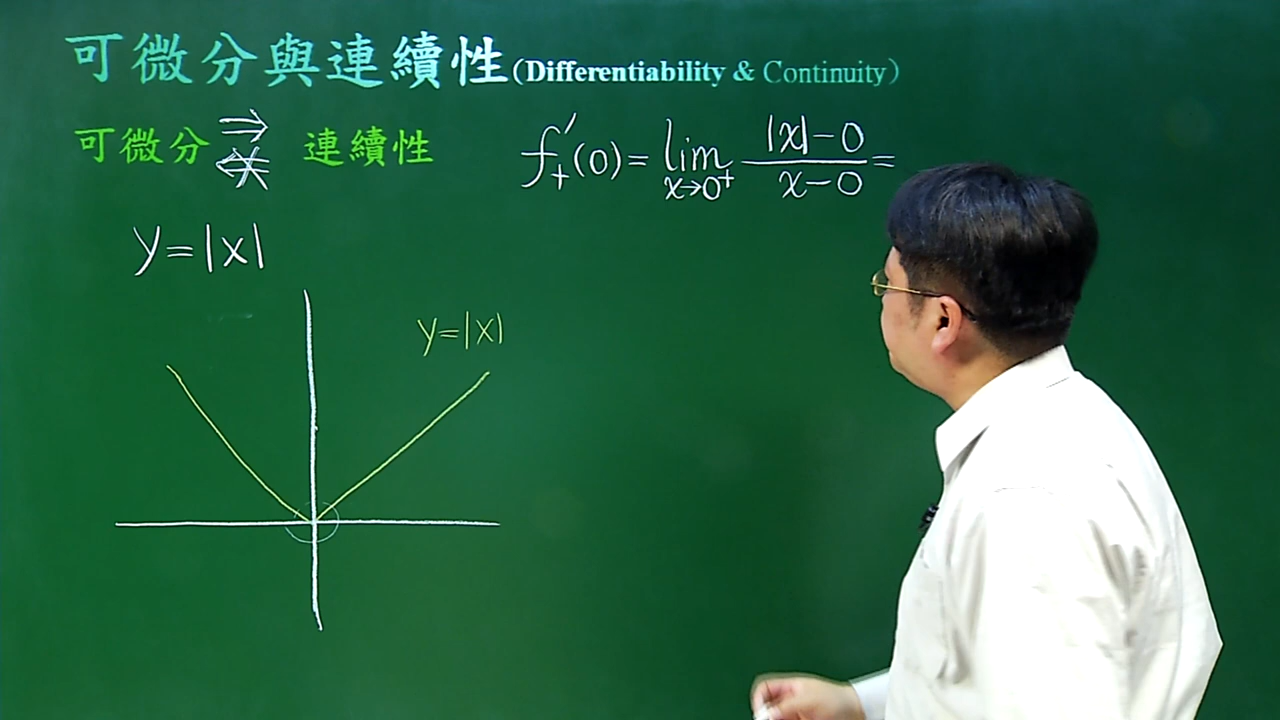 可微分與連續性(Differentiability & Continuity)
可微分 ⇒ ⇍ 連續性
f₊′(0) = lim x→0⁺ |x|−0 / x−0 =
y=|x|
y=|x|